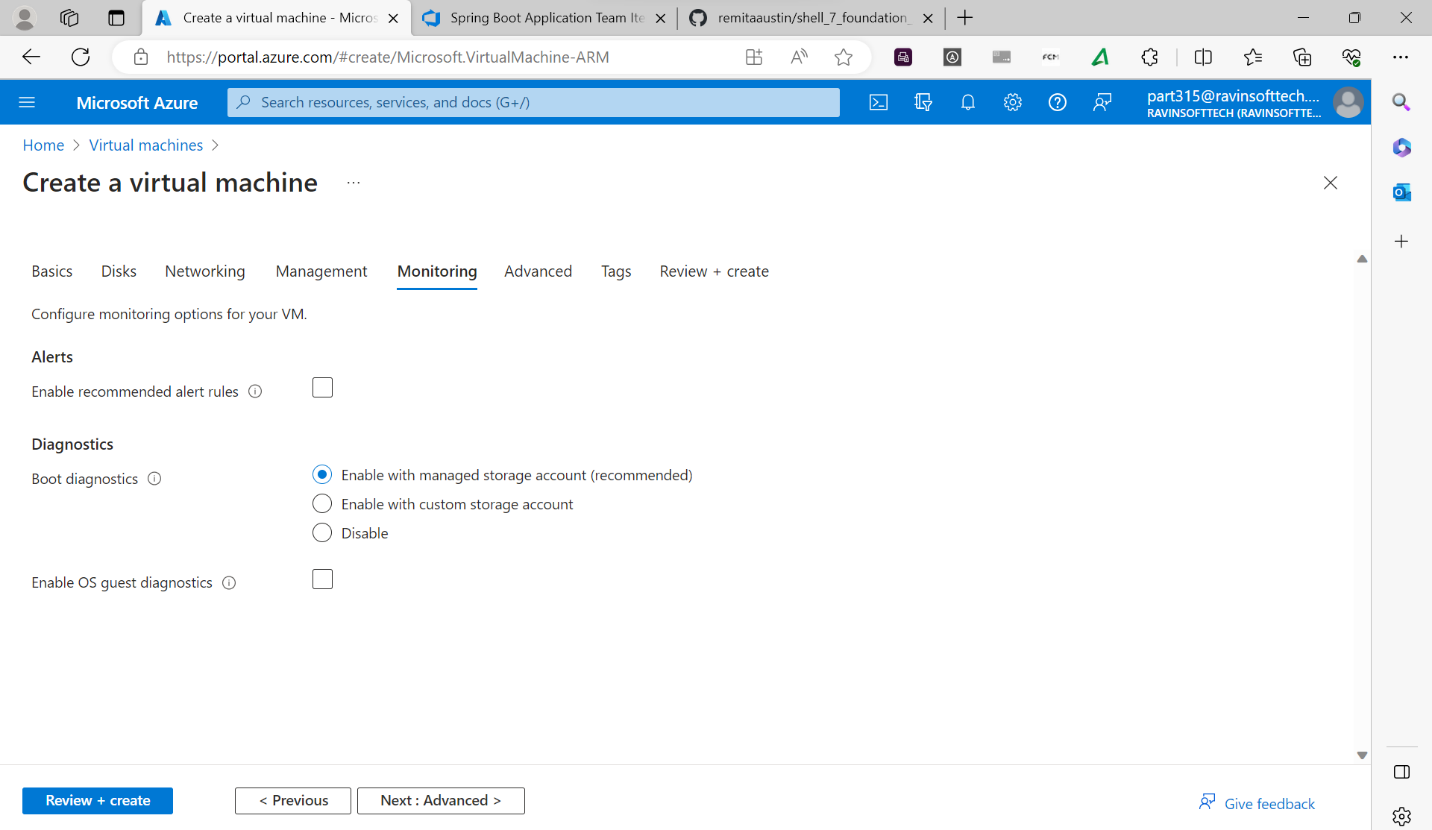 Create a virtual machine - Micros
Spring Boot Application Team Ite
remitaaustin/shell_7_foundation_
https://portal.azure.com/#create/Microsoft.VirtualMachine-ARM
Microsoft Azure
Search resources, services, and docs (G+/)
part315@ravinsofttech....
RAVINSOFTTECH (RAVINSOFTTE...
Home > Virtual machines >
Create a virtual machine ...
Basics Disks Networking Management Monitoring Advanced Tags Review + create
Configure monitoring options for your VM.
Alerts
Enable recommended alert rules
Diagnostics
Boot diagnostics
Enable with managed storage account (recommended)
Enable with custom storage account
Disable
Enable OS guest diagnostics
Review + create
< Previous
Next : Advanced >
Give feedback